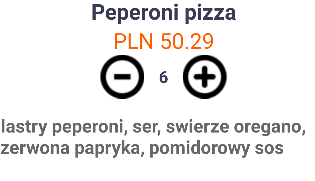 Peperoni pizza
PLN 50.29
6
lastry peperoni, ser, swierze oregano,
zerwona papryka, pomidorowy sos